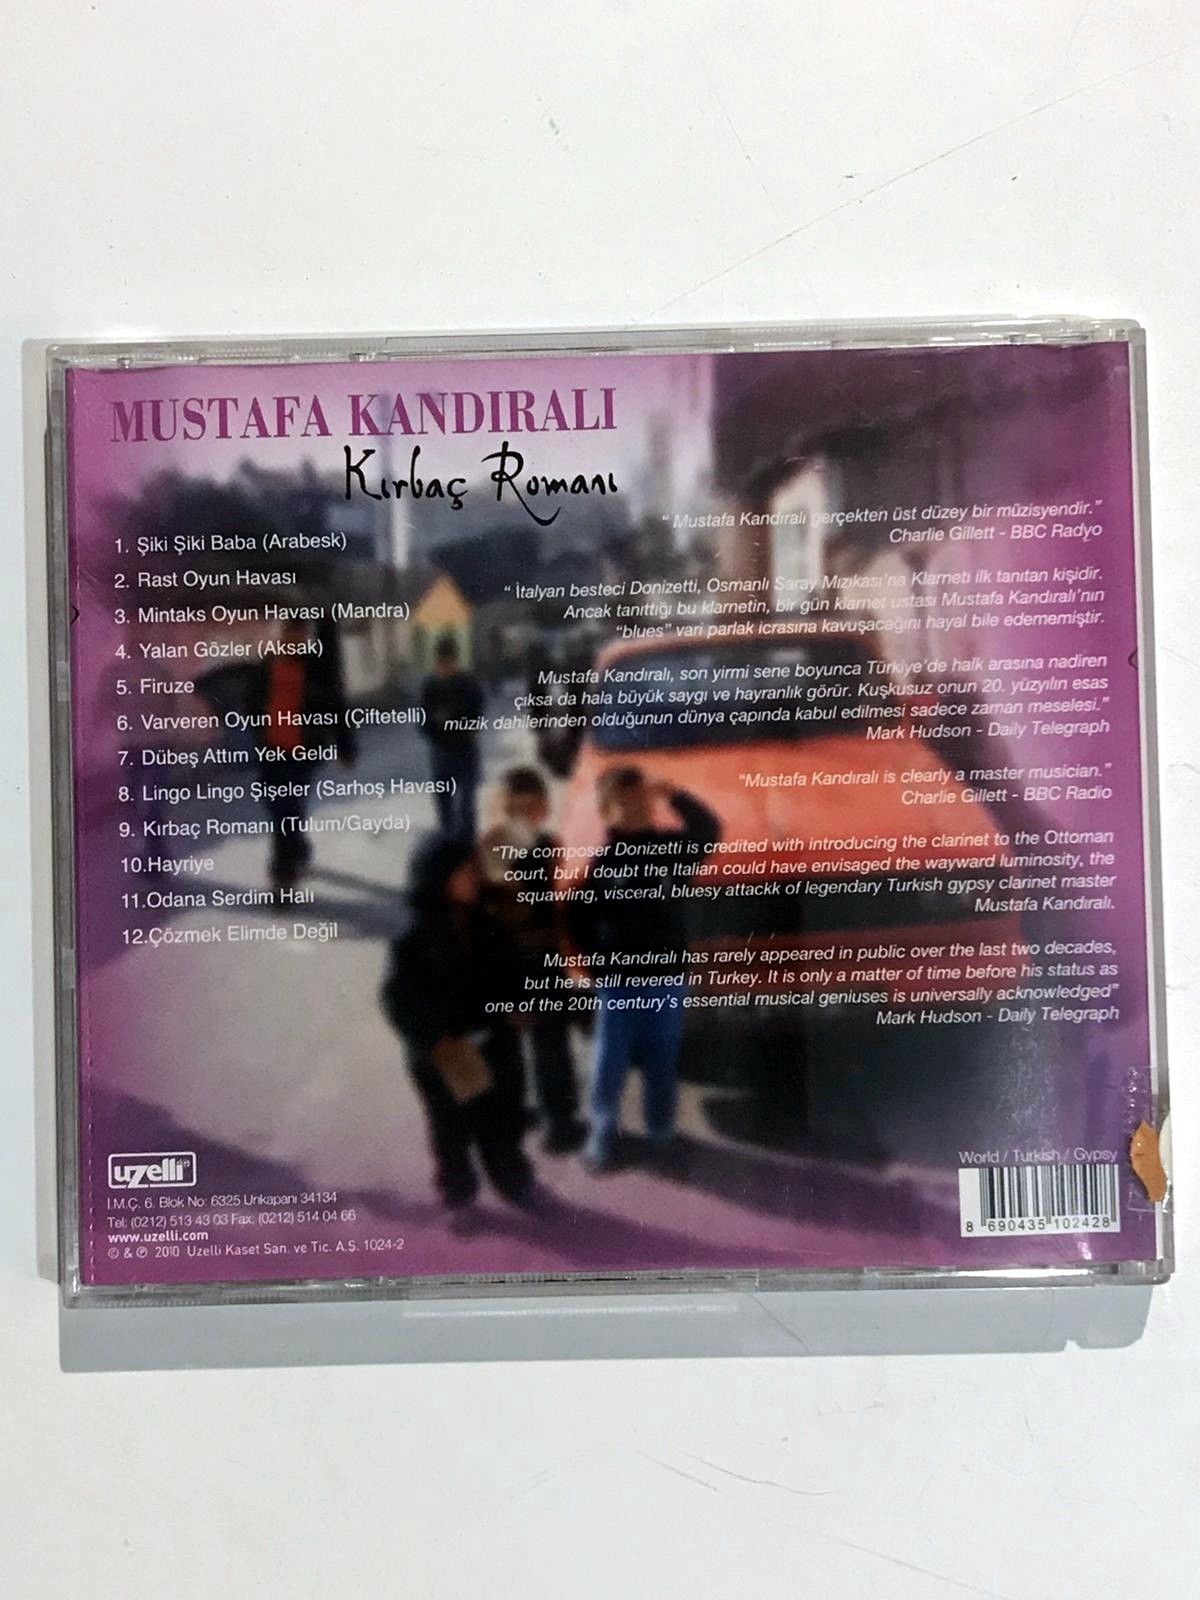 MUSTAFA KANDIRALI
Kırbaç Romanı
1. Şiki Şiki Baba (Arabesk)
2. Rast Oyun Havası
3. Mintaks Oyun Havası (Mandra)
4. Yalan Gözler (Aksak)
5. Firuze
6. Varveren Oyun Havası (Çiftetelli)
7. Dübeş Attım Yek Geldi
8. Lingo Lingo Şişeler (Sarhoş Havası)
9. Kırbaç Romanı (Tulum/Gayda)
10.Hayriye
11.Odana Serdim Halı
12.Çözmek Elimde Değil
“ Mustafa Kandıralı gerçekten üst düzey bir müzisyendir.”
Charlie Gillett - BBC Radyo
“ İtalyan besteci Donizetti, Osmanlı Saray Mızıkası'na Klarneti ilk tanıtan kişidir.
Ancak tanıttığı bu klarnetin, bir gün klarnet ustası Mustafa Kandıralı'nın
“blues” vari parlak icrasına kavuşacağını hayal bile edememiştir.
Mustafa Kandıralı, son yirmi sene boyunca Türkiye'de halk arasına nadiren
çıksa da hala büyük saygı ve hayranlık görür. Kuşkusuz onun 20. yüzyılın esas
müzik dahilerinden olduğunun dünya çapında kabul edilmesi sadece zaman meselesi.”
Mark Hudson - Daily Telegraph
“Mustafa Kandıralı is clearly a master musician.”
Charlie Gillett - BBC Radio
“The composer Donizetti is credited with introducing the clarinet to the Ottoman
court, but I doubt the Italian could have envisaged the wayward luminosity, the
squawling, visceral, bluesy attackk of legendary Turkish gypsy clarinet master
Mustafa Kandıralı.
Mustafa Kandıralı has rarely appeared in public over the last two decades,
but he is still revered in Turkey. It is only a matter of time before his status as
one of the 20th century's essential musical geniuses is universally acknowledged”
Mark Hudson - Daily Telegraph
uzelli
İ.M.Ç. 6. Blok No: 6325 Unkapanı 34134
Tel: (0212) 513 43 03 Fax: (0212) 514 04 66
www.uzelli.com
© & ℗ 2010 Uzelli Kaset San. ve Tic. A.Ş. 1024-2
World / Turkish / Gypsy
8 690435 102428